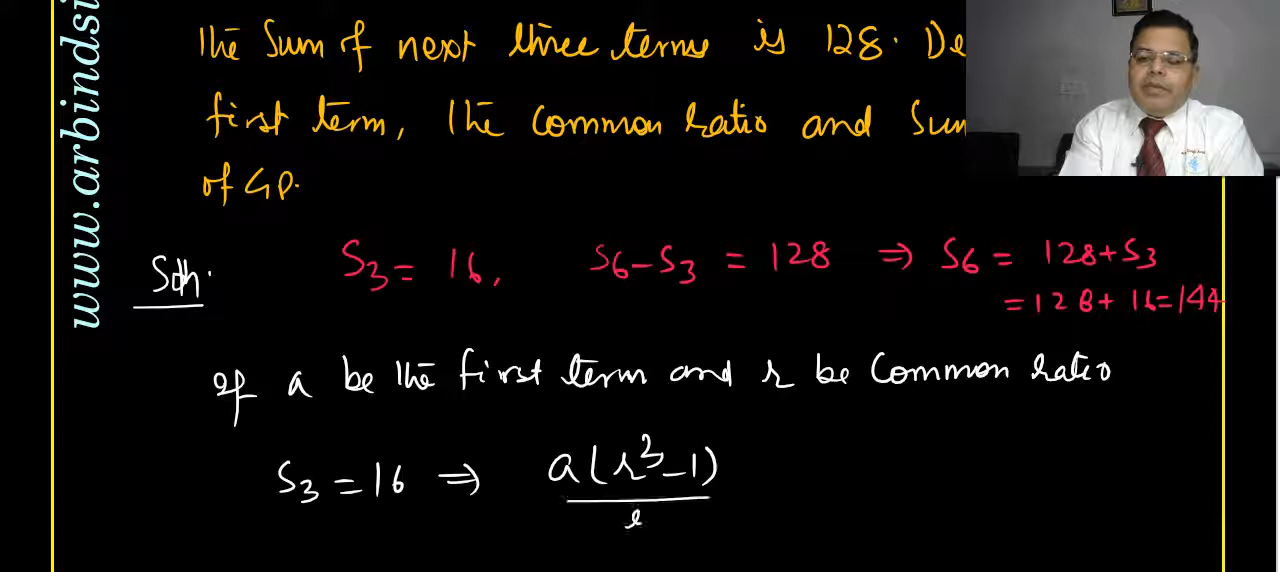 www.arbindsi
The Sum of next three terms is 128. De
first term, The common ratio and Sum
of GP.
Soln. S3 = 16, S6 - S3 = 128 ⇒ S6 = 128 + S3
= 128 + 16 = 144
If a be the first term and r be Common ratio
S3 = 16 ⇒ a(r³-1)